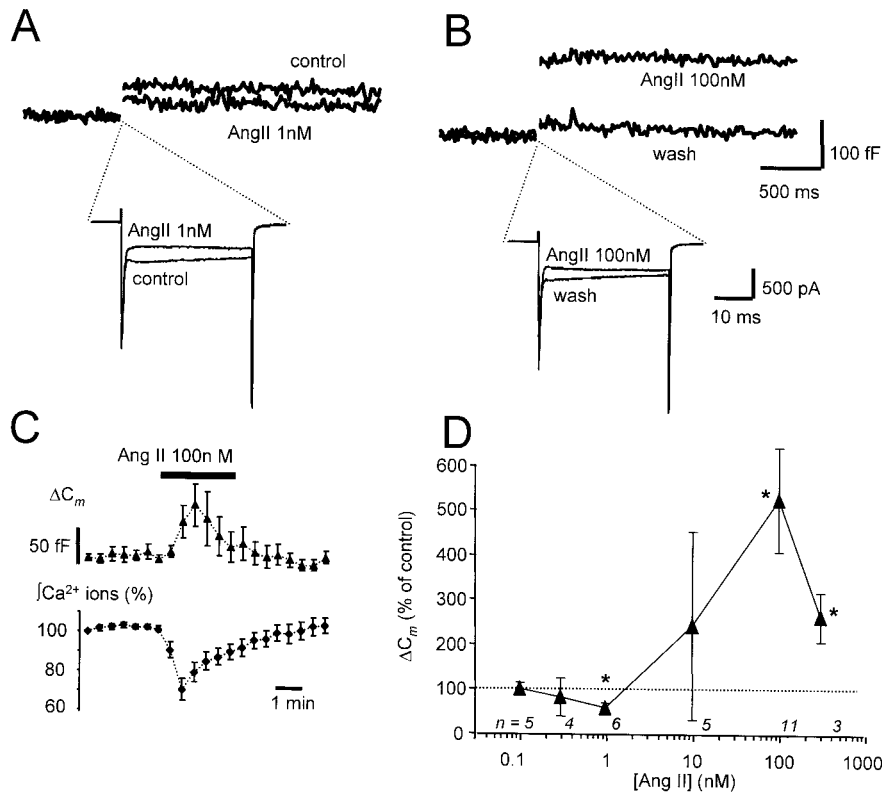 A
control
AngII 1nM
AngII 1nM
control
B
AngII 100nM
wash
100 fF
500 ms
AngII 100nM
wash
500 pA
10 ms
C
Ang II 100n M
ΔCm
50 fF
∫Ca2+ ions (%)
100
80
60
1 min
D
ΔCm (% of control)
600
500
400
300
200
100
0
*
*
*
n = 5
4
6
5
11
3
0.1
1
10
100
1000
[Ang II] (nM)